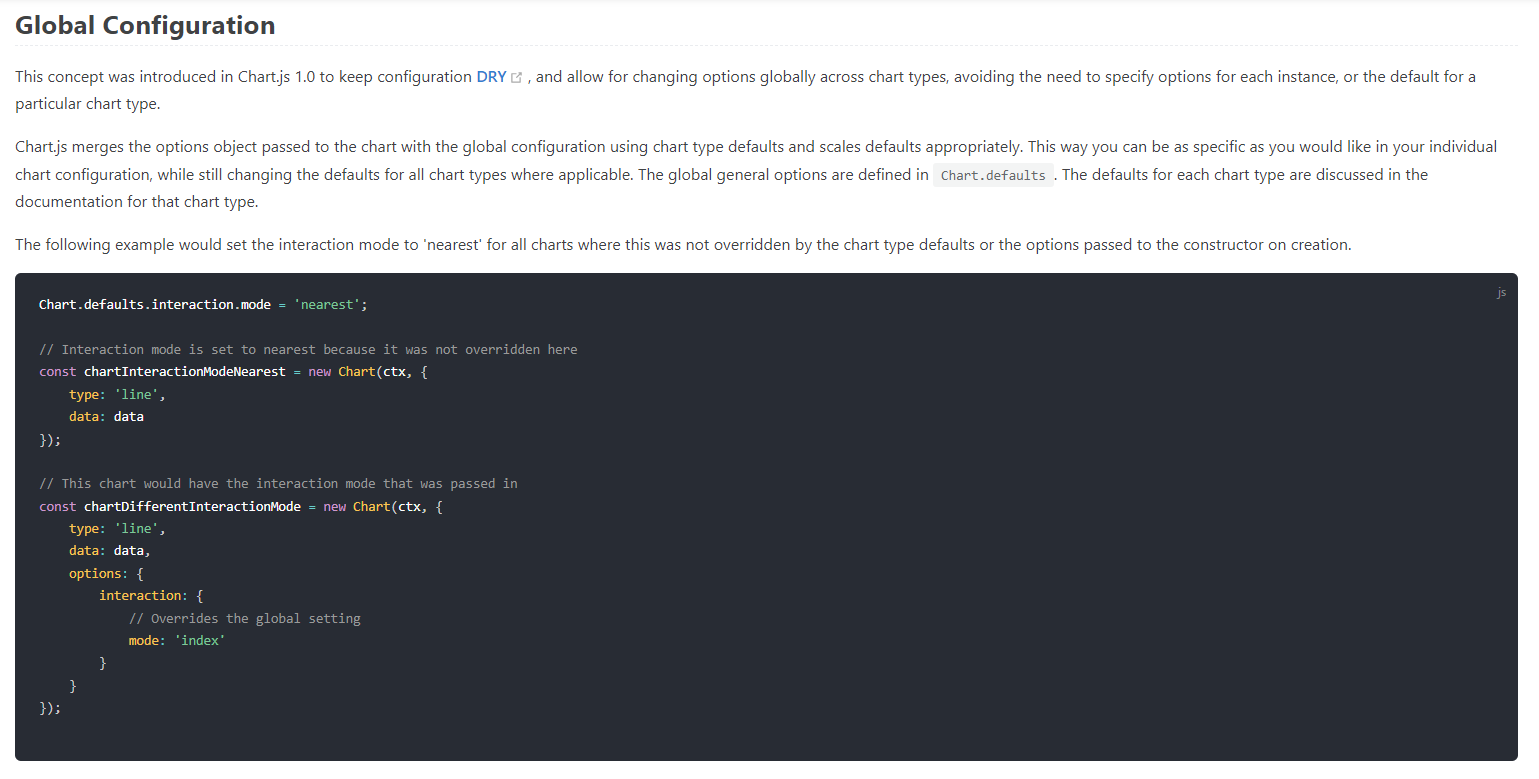 Global Configuration
This concept was introduced in Chart.js 1.0 to keep configuration DRY , and allow for changing options globally across chart types, avoiding the need to specify options for each instance, or the default for a
particular chart type.
Chart.js merges the options object passed to the chart with the global configuration using chart type defaults and scales defaults appropriately. This way you can be as specific as you would like in your individual
chart configuration, while still changing the defaults for all chart types where applicable. The global general options are defined in Chart.defaults . The defaults for each chart type are discussed in the
documentation for that chart type.
The following example would set the interaction mode to 'nearest' for all charts where this was not overridden by the chart type defaults or the options passed to the constructor on creation.
js
Chart.defaults.interaction.mode = 'nearest';
// Interaction mode is set to nearest because it was not overridden here
const chartInteractionModeNearest = new Chart(ctx, {
    type: 'line',
    data: data
});
// This chart would have the interaction mode that was passed in
const chartDifferentInteractionMode = new Chart(ctx, {
    type: 'line',
    data: data,
    options: {
        interaction: {
            // Overrides the global setting
            mode: 'index'
        }
    }
});